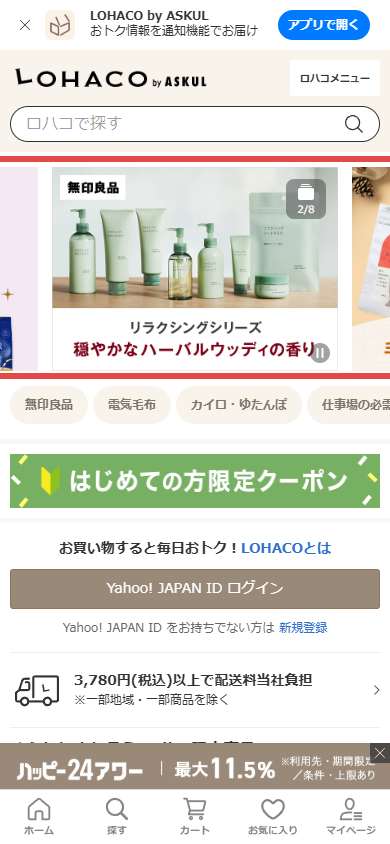 LOHACO by ASKUL
おトク情報を通知機能でお届け
アプリで開く
LOHACO by ASKUL
ロハコメニュー
ロハコで探す
無印良品
2/8
リラクシングシリーズ
穏やかなハーバルウッディの香り
無印良品
電気毛布
カイロ・ゆたんぽ
仕事場の必需
はじめての方限定クーポン
お買い物すると毎日おトク！LOHACOとは
Yahoo! JAPAN ID ログイン
Yahoo! JAPAN ID をお持ちでない方は 新規登録
3,780円(税込)以上で配送料当社負担
※一部地域・一部商品を除く
ハッピー24アワー
最大11.5%
※利用先・期間限定
／条件・上限あり
ホーム
探す
カート
お気に入り
マイページ